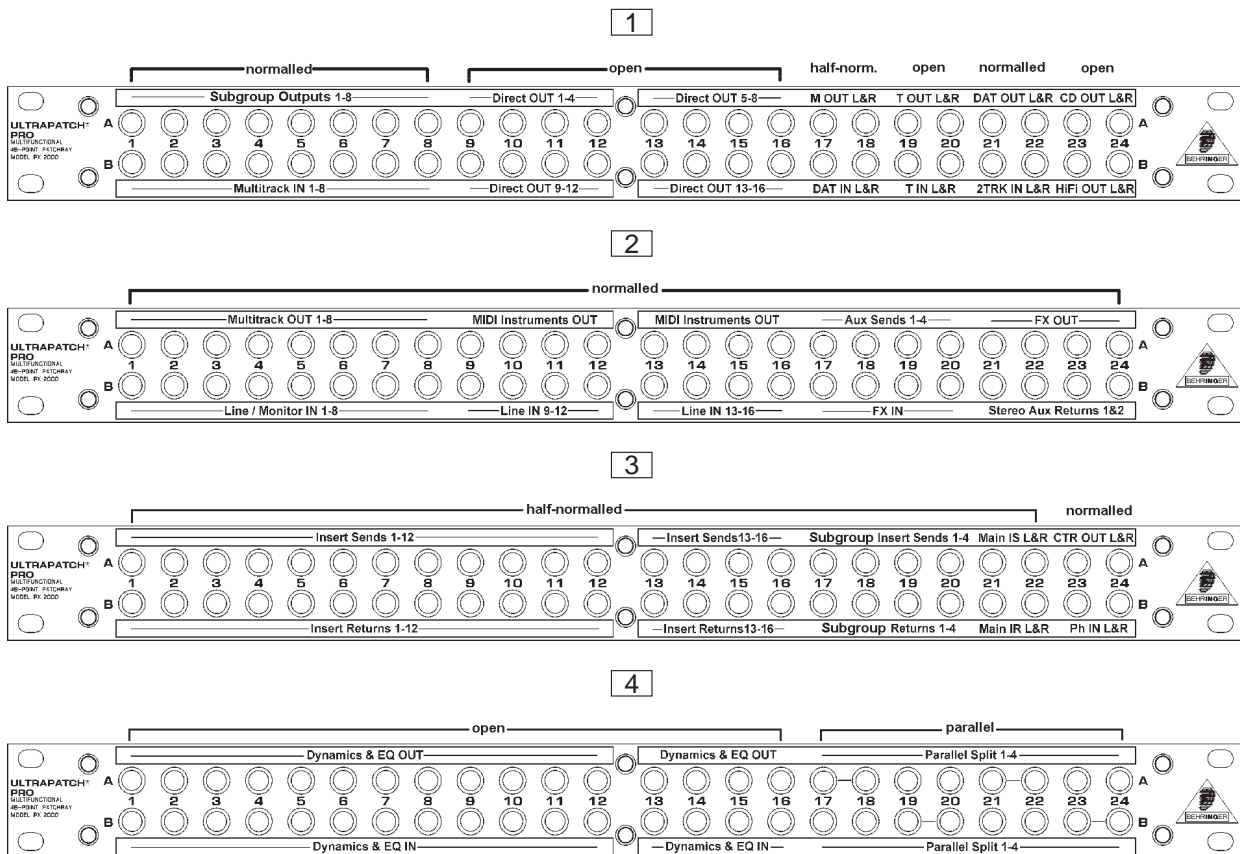 1
normalled open half-norm. open normalled open
Subgroup Outputs 1-8 Direct OUT 1-4 Direct OUT 5-8 M OUT L&R T OUT L&R DAT OUT L&R CD OUT L&R
ULTRAPATCH®
PRO
MULTIFUNCTIONAL
48-POINT PATCHBAY
MODEL PX 2000
A A
1 2 3 4 5 6 7 8 9 10 11 12 13 14 15 16 17 18 19 20 21 22 23 24
B B
BEHRINGER
Multitrack IN 1-8 Direct OUT 9-12 Direct OUT 13-16 DAT IN L&R T IN L&R 2TRK IN L&R HiFi OUT L&R
2
normalled
Multitrack OUT 1-8 MIDI Instruments OUT MIDI Instruments OUT Aux Sends 1-4 FX OUT
ULTRAPATCH®
PRO
MULTIFUNCTIONAL
48-POINT PATCHBAY
MODEL PX 2000
A A
1 2 3 4 5 6 7 8 9 10 11 12 13 14 15 16 17 18 19 20 21 22 23 24
B B
BEHRINGER
Line / Monitor IN 1-8 Line IN 9-12 Line IN 13-16 FX IN Stereo Aux Returns 1&2
3
half-normalled normalled
Insert Sends 1-12 Insert Sends13-16 Subgroup Insert Sends 1-4 Main IS L&R CTR OUT L&R
ULTRAPATCH®
PRO
MULTIFUNCTIONAL
48-POINT PATCHBAY
MODEL PX 2000
A A
1 2 3 4 5 6 7 8 9 10 11 12 13 14 15 16 17 18 19 20 21 22 23 24
B B
BEHRINGER
Insert Returns 1-12 Insert Returns13-16 Subgroup Returns 1-4 Main IR L&R Ph IN L&R
4
open parallel
Dynamics & EQ OUT Dynamics & EQ OUT Parallel Split 1-4
ULTRAPATCH®
PRO
MULTIFUNCTIONAL
48-POINT PATCHBAY
MODEL PX 2000
A A
1 2 3 4 5 6 7 8 9 10 11 12 13 14 15 16 17 18 19 20 21 22 23 24
B B
BEHRINGER
Dynamics & EQ IN Dynamics & EQ IN Parallel Split 1-4